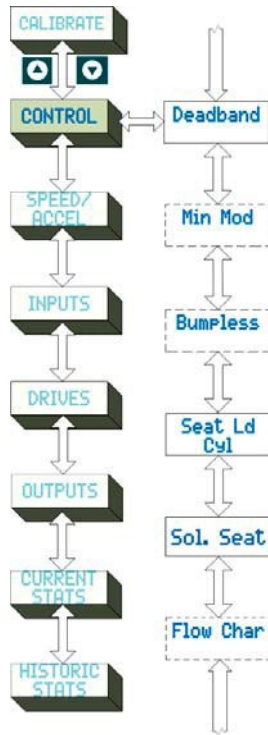 CALIBRATE
CONTROL
SPEED/
ACCEL
INPUTS
DRIVES
OUTPUTS
CURRENT
STATS
HISTORIC
STATS
Deadband
Min Mod
Bumpless
Seat Ld
Cyl
Sol. Seat
Flow Char